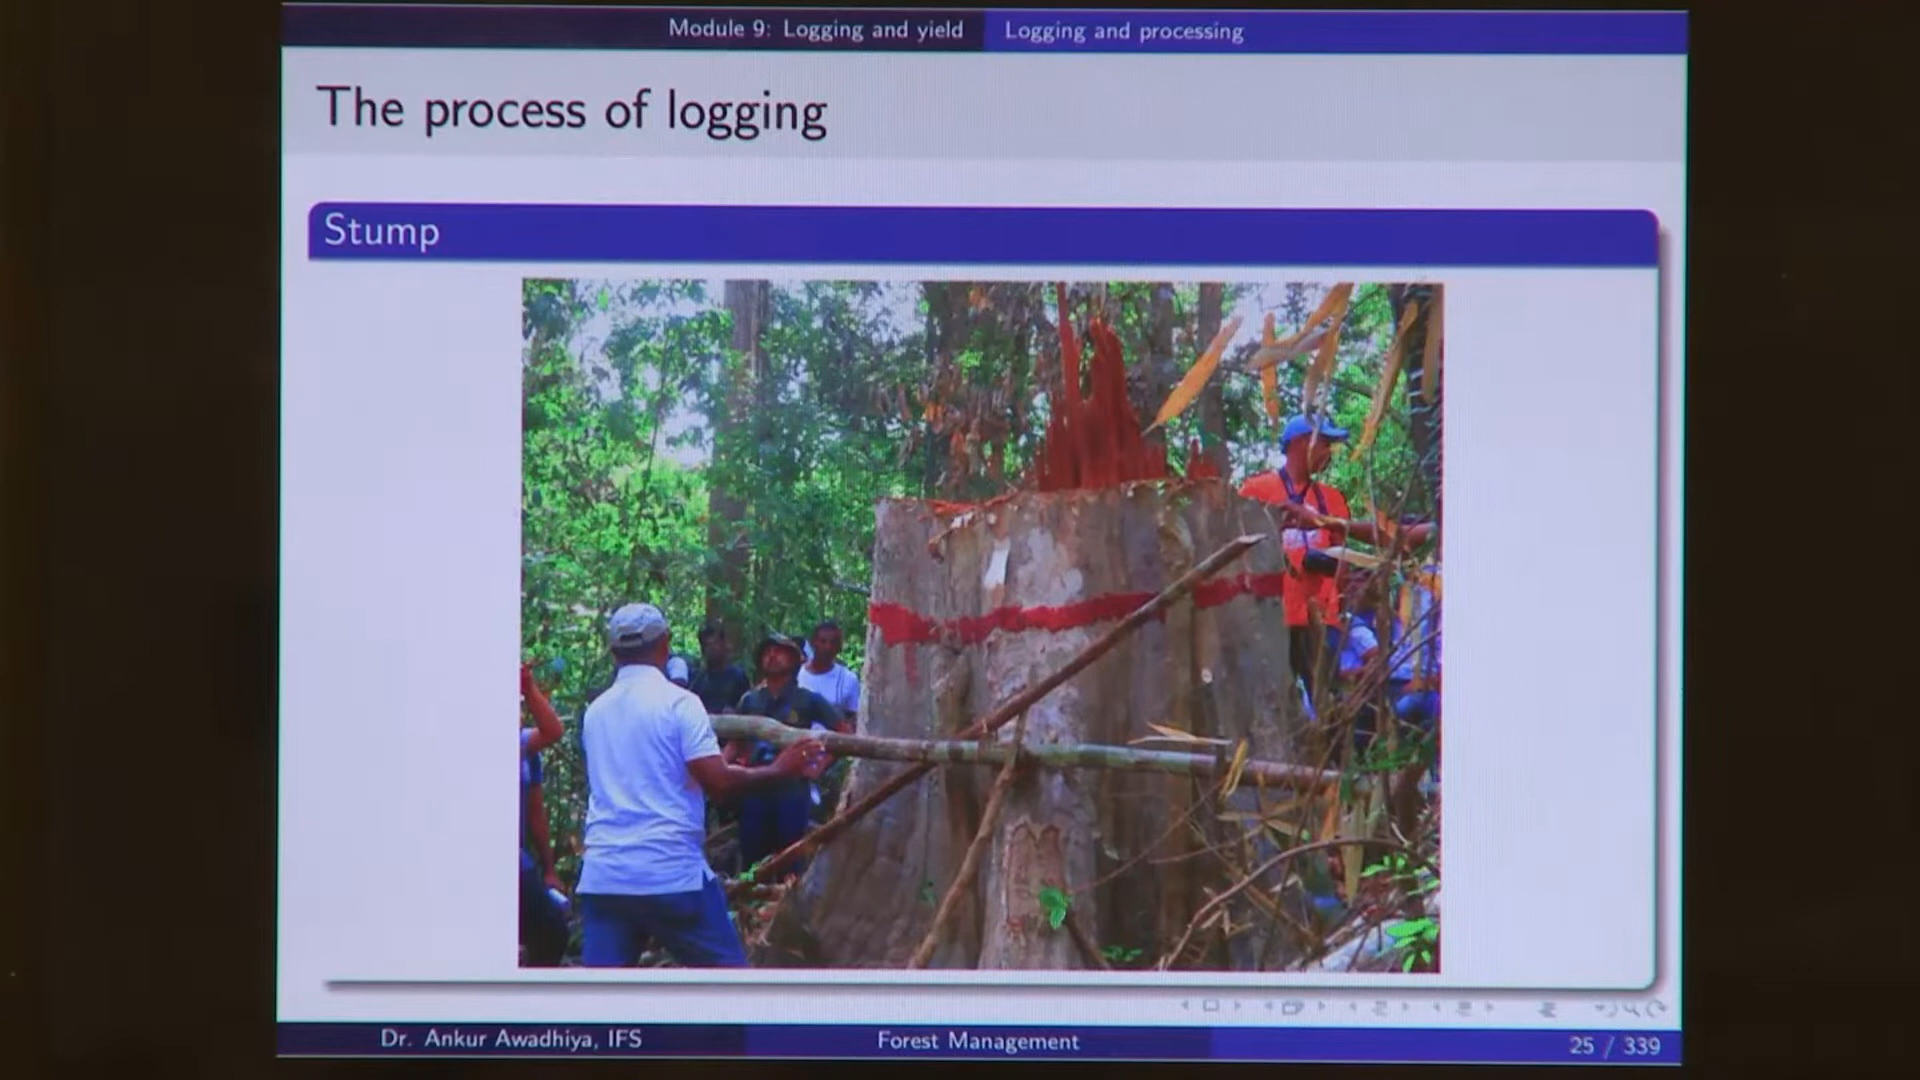 Module 9: Logging and yield Logging and processing
The process of logging
Stump
Dr. Ankur Awadhiya, IFS Forest Management 25 / 339